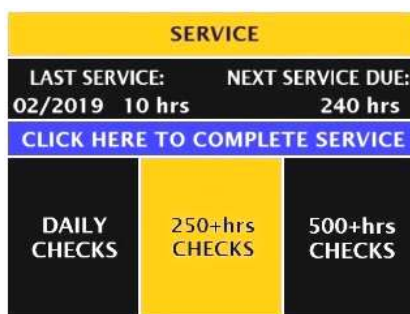 SERVICE
LAST SERVICE: NEXT SERVICE DUE:
02/2019 10 hrs 240 hrs
CLICK HERE TO COMPLETE SERVICE
DAILY
CHECKS
250+hrs
CHECKS
500+hrs
CHECKS